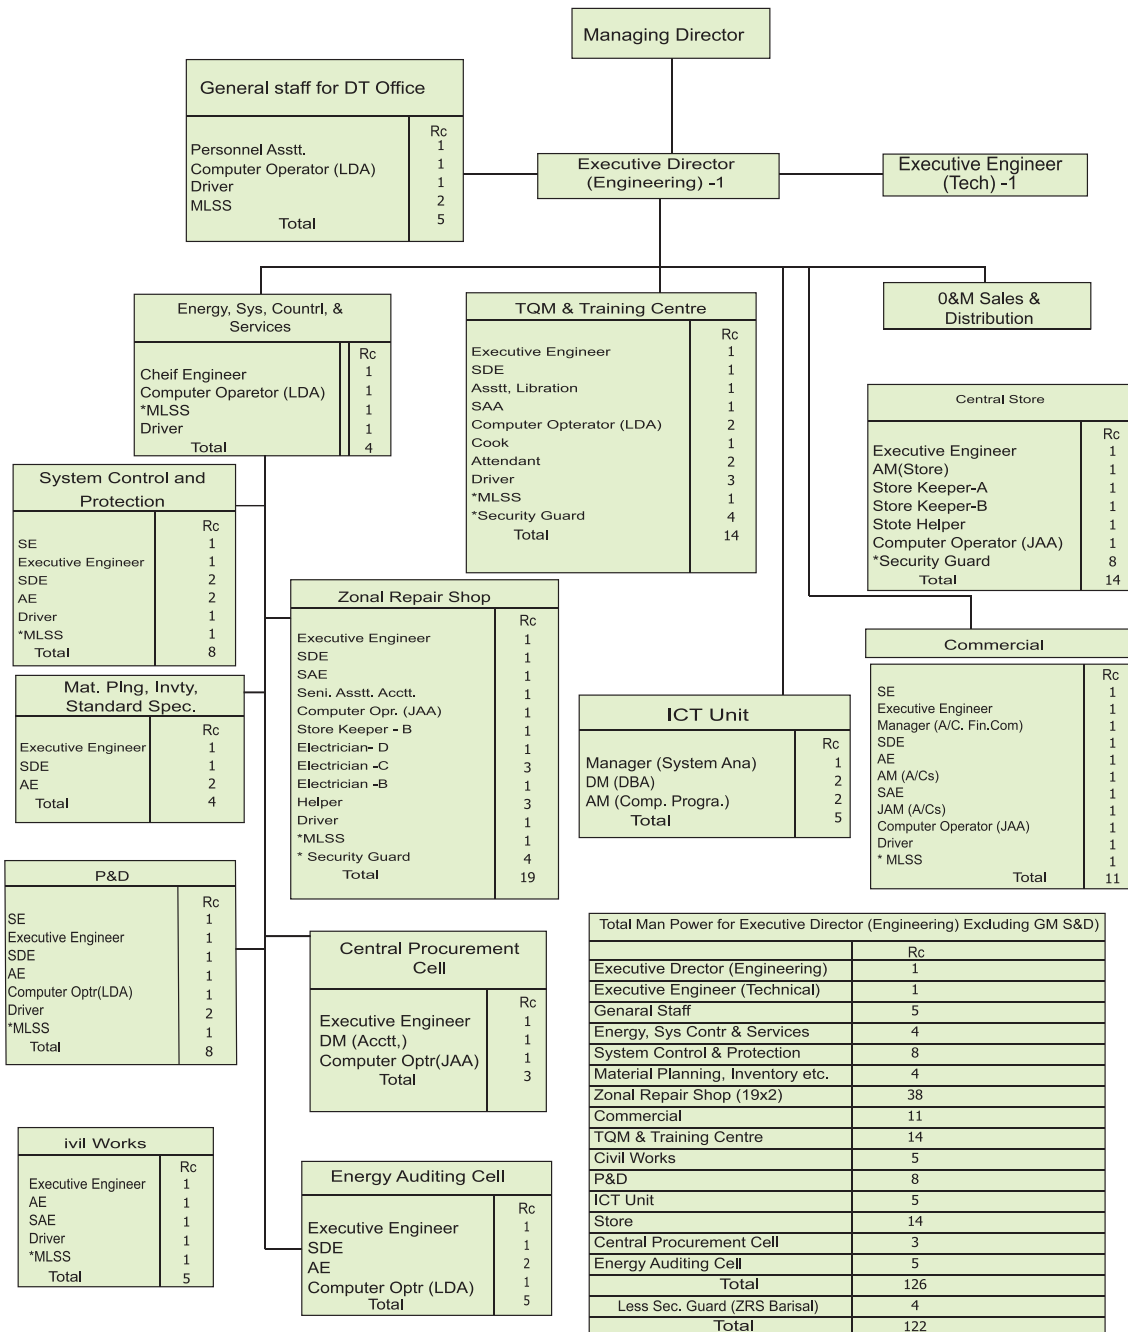 Managing Director
General staff for DT Office
Rc
Personnel Asstt. 1
Computer Operator (LDA) 1
Driver 1
MLSS 2
Total 5
Executive Director
(Engineering) -1
Executive Engineer
(Tech) -1
Energy, Sys, Countrl, &
Services
Rc
Cheif Engineer 1
Computer Oparetor (LDA) 1
*MLSS 1
Driver 1
Total 4
TQM & Training Centre
Rc
Executive Engineer 1
SDE 1
Asstt, Libration 1
SAA 1
Computer Opterator (LDA) 2
Cook 1
Attendant 2
Driver 3
*MLSS 1
*Security Guard 4
Total 14
0&M Sales &
Distribution
Central Store
Rc
Executive Engineer 1
AM(Store) 1
Store Keeper-A 1
Store Keeper-B 1
Stote Helper 1
Computer Operator (JAA) 1
*Security Guard 8
Total 14
System Control and
Protection
Rc
SE 1
Executive Engineer 1
SDE 2
AE 2
Driver 1
*MLSS 1
Total 8
Zonal Repair Shop
Rc
Executive Engineer 1
SDE 1
SAE 1
Seni. Asstt. Acctt. 1
Computer Opr. (JAA) 1
Store Keeper - B 1
Electrician- D 1
Electrician -C 3
Electrician -B 1
Helper 3
Driver 1
*MLSS 1
* Security Guard 4
Total 19
Commercial
Rc
SE 1
Executive Engineer 1
Manager (A/C. Fin.Com) 1
SDE 1
AE 1
AM (A/Cs) 1
SAE 1
JAM (A/Cs) 1
Computer Operator (JAA) 1
Driver 1
* MLSS 1
Total 11
Mat. Plng, Invty,
Standard Spec.
Rc
Executive Engineer 1
SDE 1
AE 2
Total 4
ICT Unit
Rc
Manager (System Ana) 1
DM (DBA) 2
AM (Comp. Progra.) 2
Total 5
P&D
Rc
SE 1
Executive Engineer 1
SDE 1
AE 1
Computer Optr(LDA) 1
Driver 2
*MLSS 1
Total 8
Central Procurement
Cell
Rc
Executive Engineer 1
DM (Acctt,) 1
Computer Optr(JAA) 1
Total 3
ivil Works
Rc
Executive Engineer 1
AE 1
SAE 1
Driver 1
*MLSS 1
Total 5
Energy Auditing Cell
Rc
Executive Engineer 1
SDE 1
AE 2
Computer Optr (LDA) 1
Total 5
Total Man Power for Executive Director (Engineering) Excluding GM S&D)
Rc
Executive Drector (Engineering) 1
Executive Engineer (Technical) 1
Genaral Staff 5
Energy, Sys Contr & Services 4
System Control & Protection 8
Material Planning, Inventory etc. 4
Zonal Repair Shop (19x2) 38
Commercial 11
TQM & Training Centre 14
Civil Works 5
P&D 8
ICT Unit 5
Store 14
Central Procurement Cell 3
Energy Auditing Cell 5
Total 126
Less Sec. Guard (ZRS Barisal) 4
Total 122